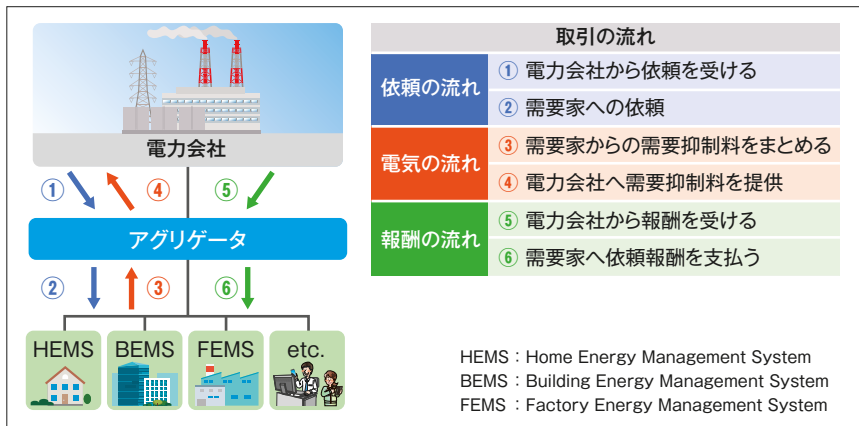 電力会社
① ④ ⑤
アグリゲータ
② ③ ⑥
HEMS BEMS FEMS etc.
取引の流れ
依頼の流れ
① 電力会社から依頼を受ける
② 需要家への依頼
電気の流れ
③ 需要家からの需要抑制料をまとめる
④ 電力会社へ需要抑制料を提供
報酬の流れ
⑤ 電力会社から報酬を受ける
⑥ 需要家へ依頼報酬を支払う
HEMS：Home Energy Management System
BEMS：Building Energy Management System
FEMS：Factory Energy Management System